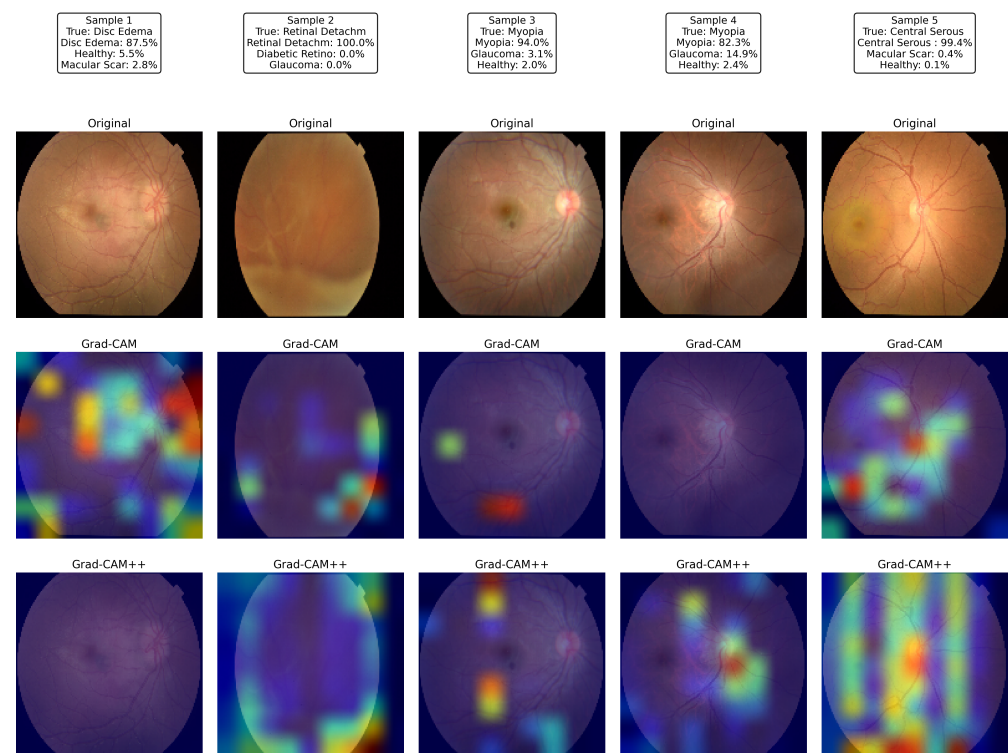 Sample 1
True: Disc Edema
Disc Edema: 87.5%
Healthy: 5.5%
Macular Scar: 2.8%
Sample 2
True: Retinal Detachm
Retinal Detachm: 100.0%
Diabetic Retino: 0.0%
Glaucoma: 0.0%
Sample 3
True: Myopia
Myopia: 94.0%
Glaucoma: 3.1%
Healthy: 2.0%
Sample 4
True: Myopia
Myopia: 82.3%
Glaucoma: 14.9%
Healthy: 2.4%
Sample 5
True: Central Serous
Central Serous : 99.4%
Macular Scar: 0.4%
Healthy: 0.1%
Original
Original
Original
Original
Original
Grad-CAM
Grad-CAM
Grad-CAM
Grad-CAM
Grad-CAM
Grad-CAM++
Grad-CAM++
Grad-CAM++
Grad-CAM++
Grad-CAM++